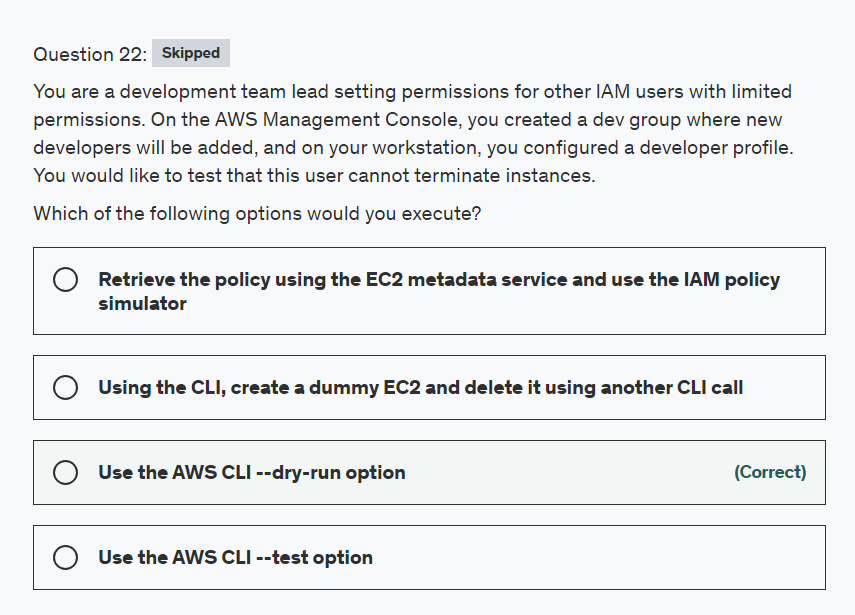 Question 22: Skipped
You are a development team lead setting permissions for other IAM users with limited
permissions. On the AWS Management Console, you created a dev group where new
developers will be added, and on your workstation, you configured a developer profile.
You would like to test that this user cannot terminate instances.
Which of the following options would you execute?
Retrieve the policy using the EC2 metadata service and use the IAM policy
simulator
Using the CLI, create a dummy EC2 and delete it using another CLI call
Use the AWS CLI --dry-run option (Correct)
Use the AWS CLI --test option